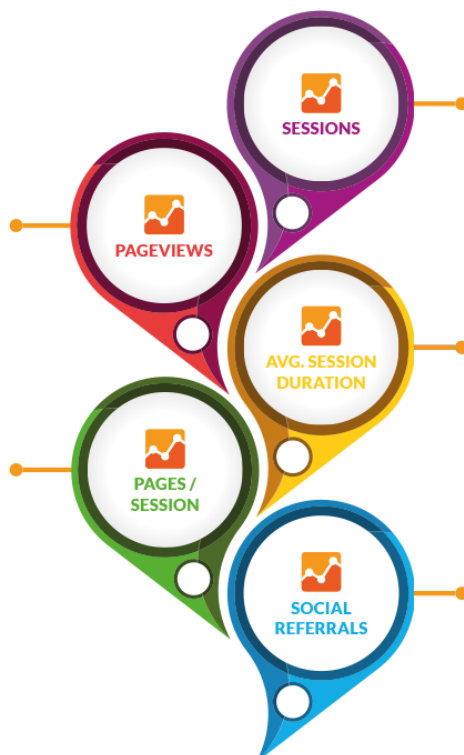 SESSIONS
PAGEVIEWS
AVG. SESSION
DURATION
PAGES /
SESSION
SOCIAL
REFERRALS